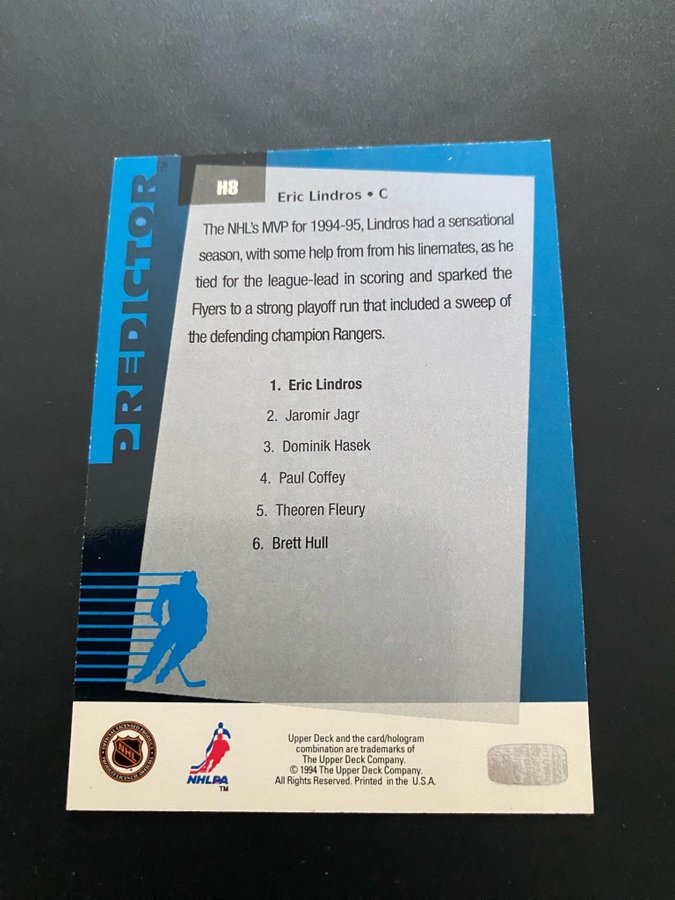 H8
Eric Lindros • C
PREDICTOR
The NHL's MVP for 1994-95, Lindros had a sensational
season, with some help from from his linemates, as he
tied for the league-lead in scoring and sparked the
Flyers to a strong playoff run that included a sweep of
the defending champion Rangers.
1. Eric Lindros
2. Jaromir Jagr
3. Dominik Hasek
4. Paul Coffey
5. Theoren Fleury
6. Brett Hull
NHL
NHLPA
TM
Upper Deck and the card/hologram
combination are trademarks of
The Upper Deck Company.
© 1994 The Upper Deck Company.
All Rights Reserved. Printed in the U.S.A.